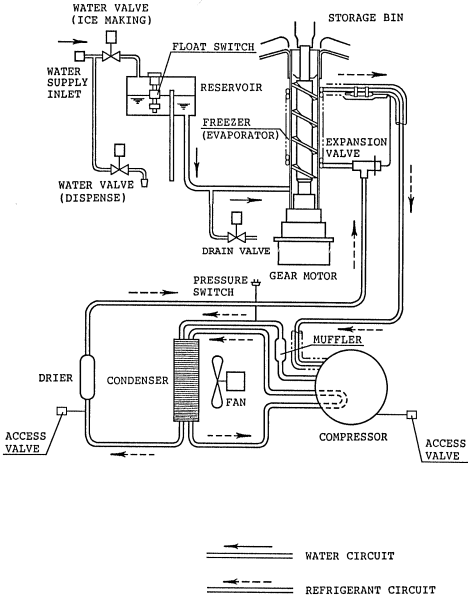 WATER VALVE
(ICE MAKING)
STORAGE BIN
FLOAT SWITCH
WATER
SUPPLY
INLET
RESERVOIR
FREEZER
(EVAPORATOR)
EXPANSION
VALVE
WATER VALVE
(DISPENSE)
DRAIN VALVE
GEAR MOTOR
PRESSURE
SWITCH
MUFFLER
DRIER
CONDENSER
FAN
COMPRESSOR
ACCESS
VALVE
ACCESS
VALVE
WATER CIRCUIT
REFRIGERANT CIRCUIT